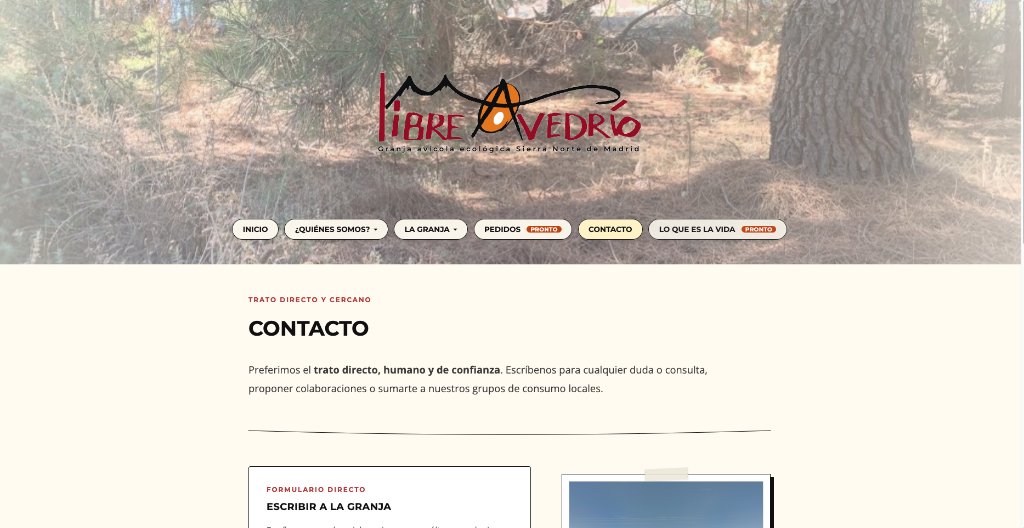 LIBRE AVEDRÍO
Granja avícola ecológica Sierra Norte de Madrid
INICIO ¿QUIÉNES SOMOS? LA GRANJA PEDIDOS PRONTO CONTACTO LO QUE ES LA VIDA PRONTO
TRATO DIRECTO Y CERCANO
CONTACTO
Preferimos el trato directo, humano y de confianza. Escríbenos para cualquier duda o consulta,
proponer colaboraciones o sumarte a nuestros grupos de consumo locales.
FORMULARIO DIRECTO
ESCRIBIR A LA GRANJA